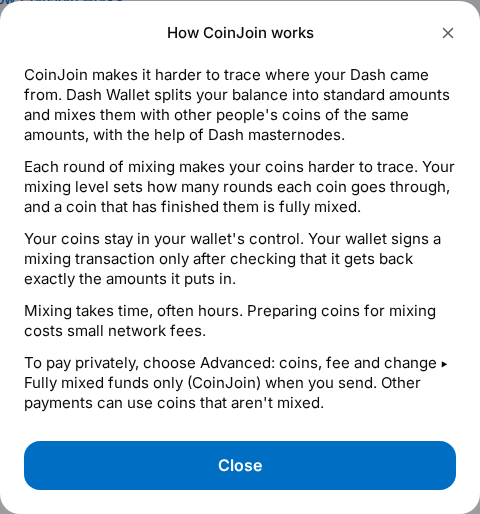 How CoinJoin works
CoinJoin makes it harder to trace where your Dash came
from. Dash Wallet splits your balance into standard amounts
and mixes them with other people's coins of the same
amounts, with the help of Dash masternodes.
Each round of mixing makes your coins harder to trace. Your
mixing level sets how many rounds each coin goes through,
and a coin that has finished them is fully mixed.
Your coins stay in your wallet's control. Your wallet signs a
mixing transaction only after checking that it gets back
exactly the amounts it puts in.
Mixing takes time, often hours. Preparing coins for mixing
costs small network fees.
To pay privately, choose Advanced: coins, fee and change ▸
Fully mixed funds only (CoinJoin) when you send. Other
payments can use coins that aren't mixed.
Close